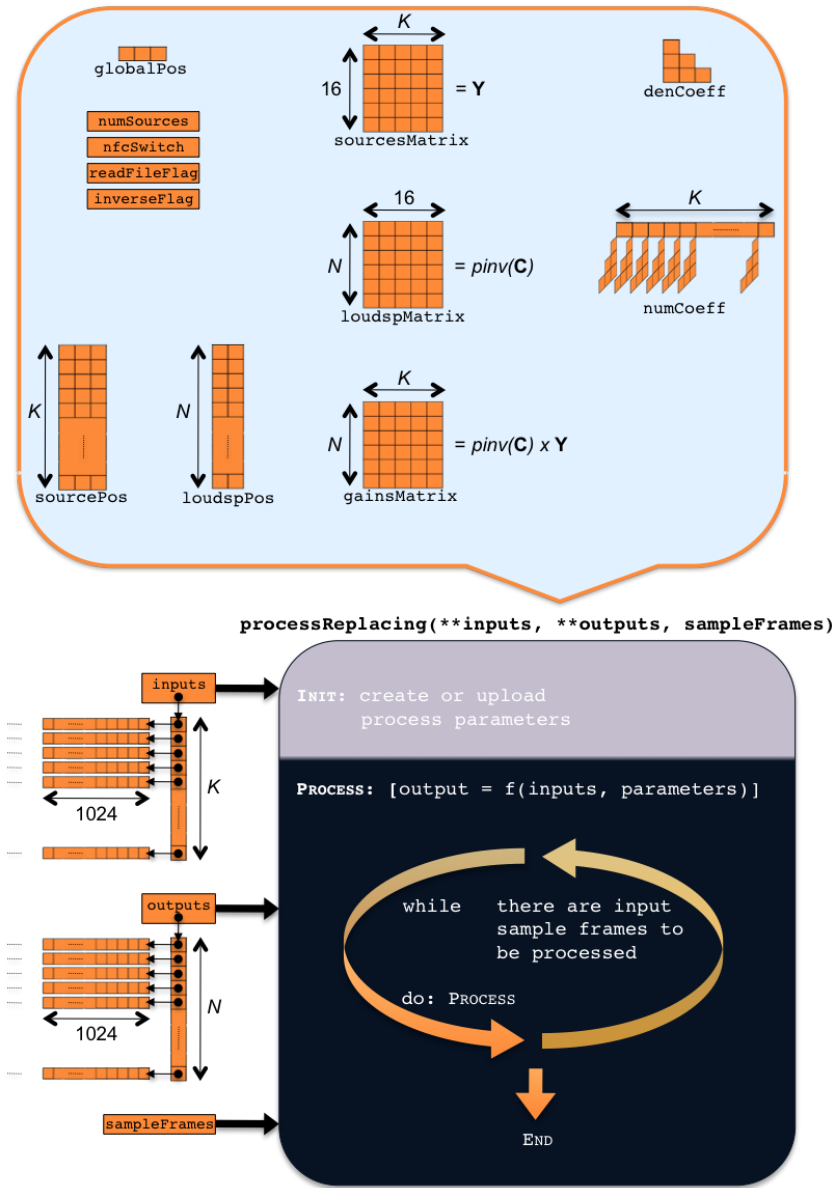 K
globalPos
16
= Y
denCoeff
numSources
nfcSwitch
readFileFlag
inverseFlag
sourcesMatrix
16
K
N
= pinv(C)
loudspMatrix
numCoeff
K
K
N
N
= pinv(C) x Y
sourcePos
loudspPos
gainsMatrix
processReplacing(**inputs, **outputs, sampleFrames)
inputs
INIT: create or upload
process parameters
K
1024
PROCESS: [output = f(inputs, parameters)]
outputs
while there are input
sample frames to
be processed
N
1024
do: PROCESS
sampleFrames
END